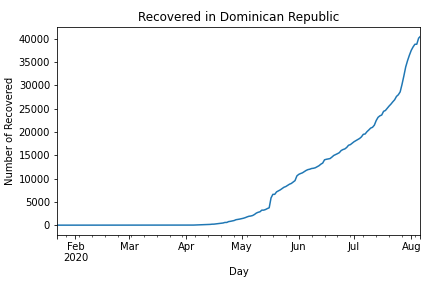 Recovered in Dominican Republic
Number of Recovered
40000
35000
30000
25000
20000
15000
10000
5000
0
Feb Mar Apr May Jun Jul Aug
2020
Day